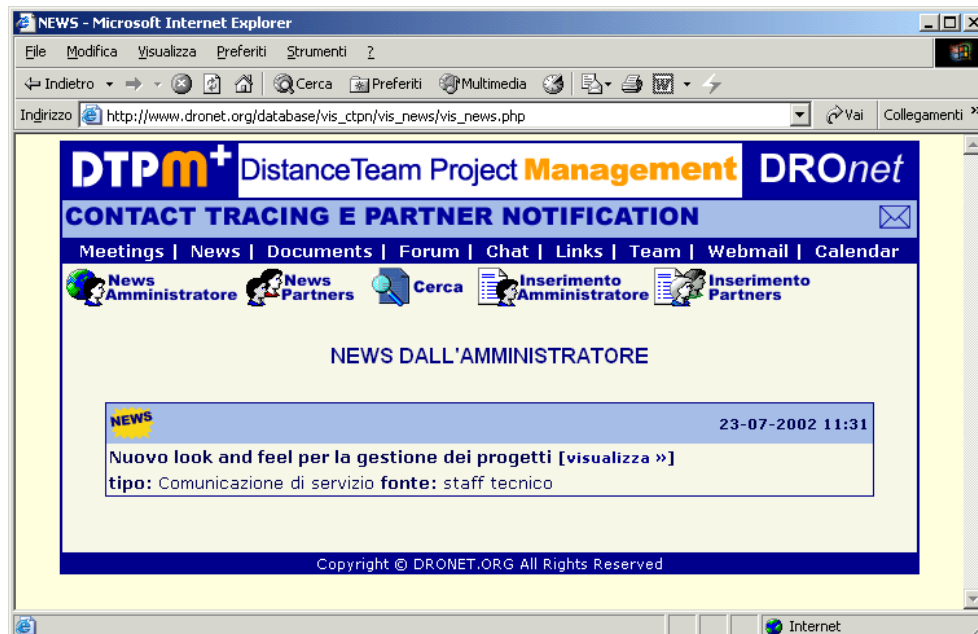 NEWS - Microsoft Internet Explorer
File Modifica Visualizza Preferiti Strumenti ?
Indietro Cerca Preferiti Multimedia
Indirizzo http://www.dronet.org/database/vis_ctpn/vis_news/vis_news.php Vai Collegamenti »
DTPM+ DistanceTeam Project Management DROnet
CONTACT TRACING E PARTNER NOTIFICATION
Meetings | News | Documents | Forum | Chat | Links | Team | Webmail | Calendar
News Amministratore News Partners Cerca Inserimento Amministratore Inserimento Partners
NEWS DALL'AMMINISTRATORE
NEWS 23-07-2002 11:31
Nuovo look and feel per la gestione dei progetti [visualizza »]
tipo: Comunicazione di servizio fonte: staff tecnico
Copyright © DRONET.ORG All Rights Reserved
Internet